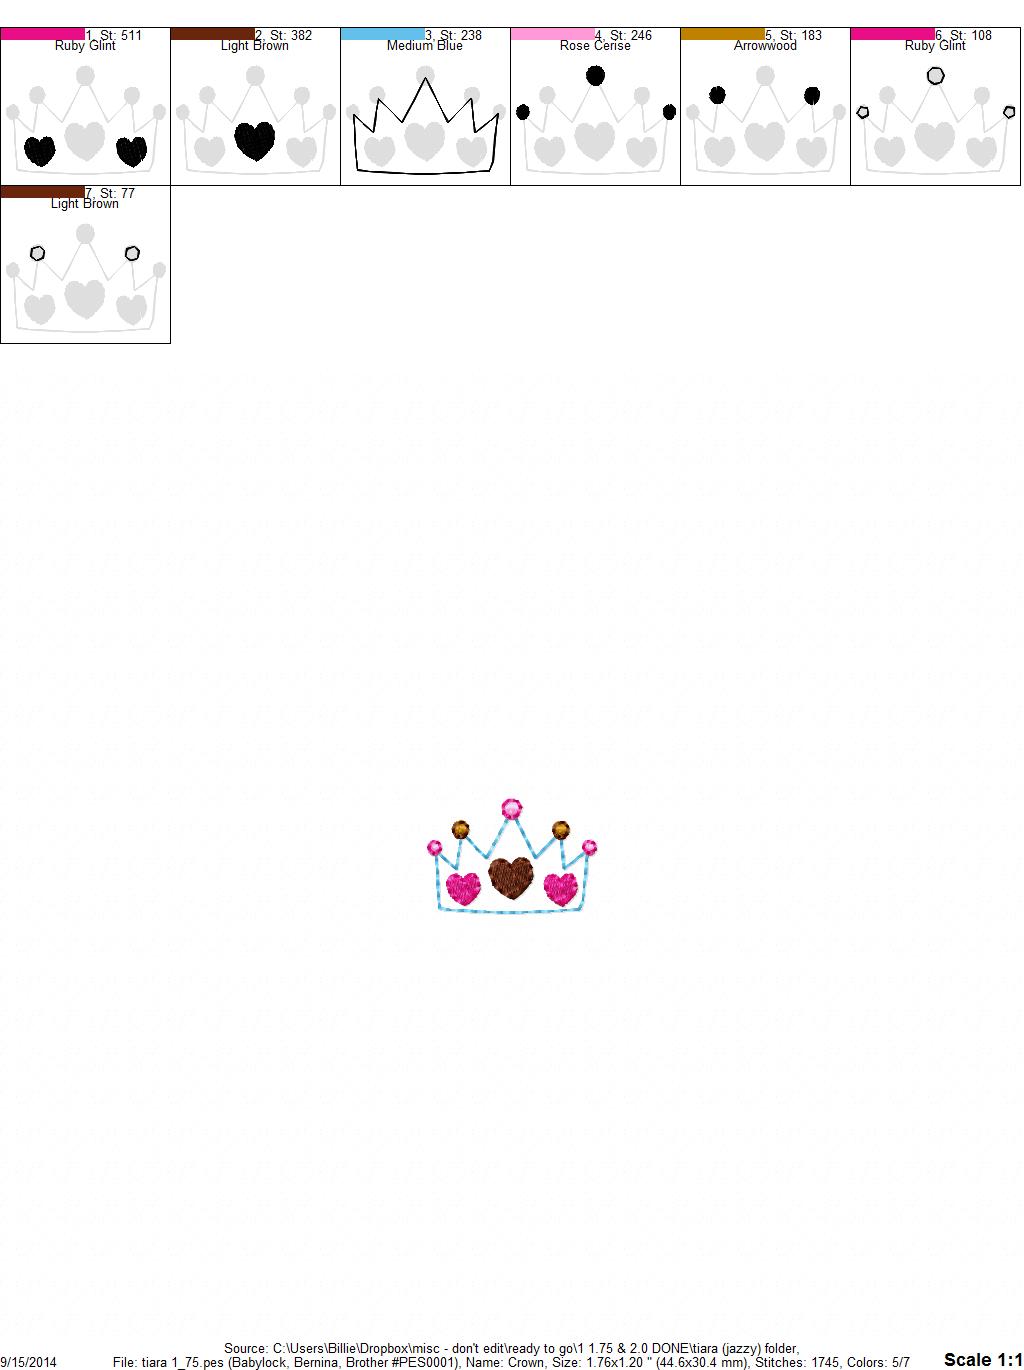 1, St: 511
Ruby Glint
2, St: 382
Light Brown
3, St: 238
Medium Blue
4, St: 246
Rose Cerise
5, St: 183
Arrowwood
6, St: 108
Ruby Glint
7, St: 77
Light Brown
Source: C:\Users\Billie\Dropbox\misc - don't edit\ready to go\1 1.75 & 2.0 DONE\tiara (jazzy) folder,
9/15/2014 File: tiara 1_75.pes (Babylock, Bernina, Brother #PES0001), Name: Crown, Size: 1.76x1.20 " (44.6x30.4 mm), Stitches: 1745, Colors: 5/7 Scale 1:1